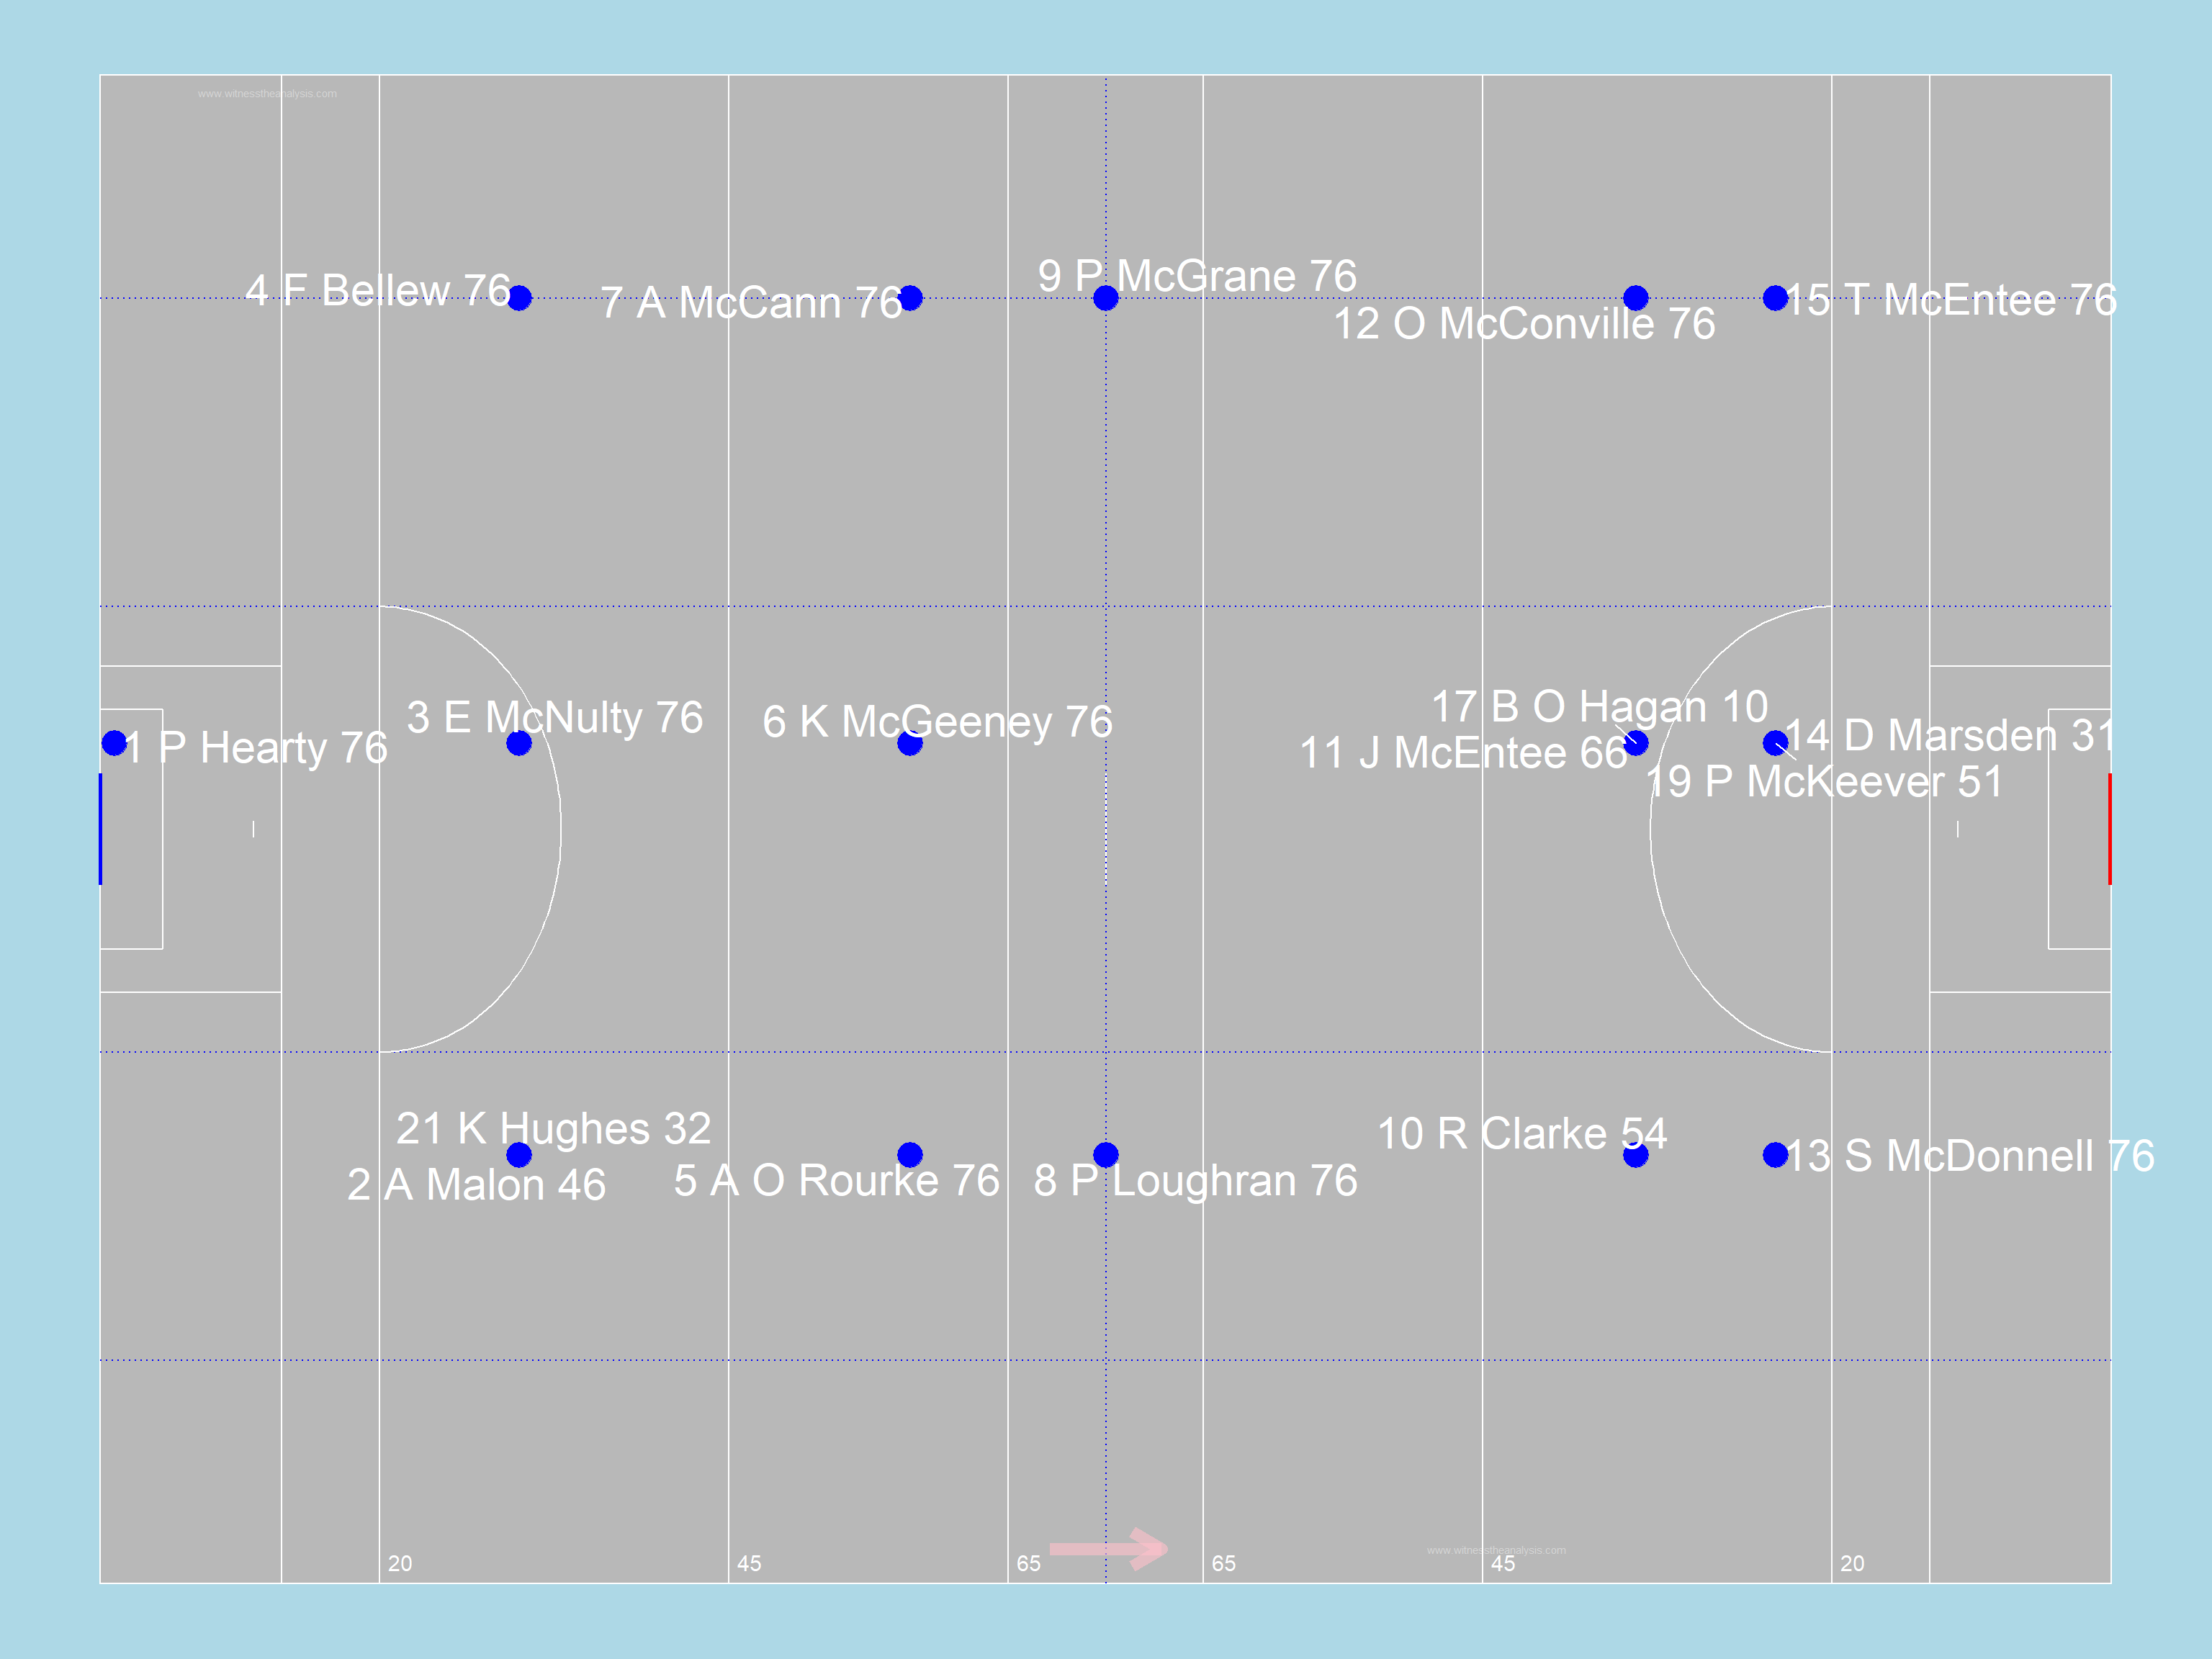 www.witnesstheanalysis.com
9 P McGrane 76
4 F Bellew 76
7 A McCann 76
12 O McConville 76
15 T McEntee 76
17 B O Hagan 10
3 E McNulty 76
6 K McGeeney 76
14 D Marsden 31
1 P Hearty 76
11 J McEntee 66
19 P McKeever 51
21 K Hughes 32
10 R Clarke 54
13 S McDonnell 76
2 A Malon 46
5 A O Rourke 76
8 P Loughran 76
www.witnesstheanalysis.com
20 45 65 65 45 20